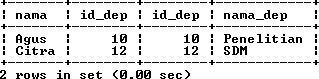 nama id_dep id_dep nama_dep
Agus 10 10 Penelitian
Citra 12 12 SDM
2 rows in set (0.00 sec)